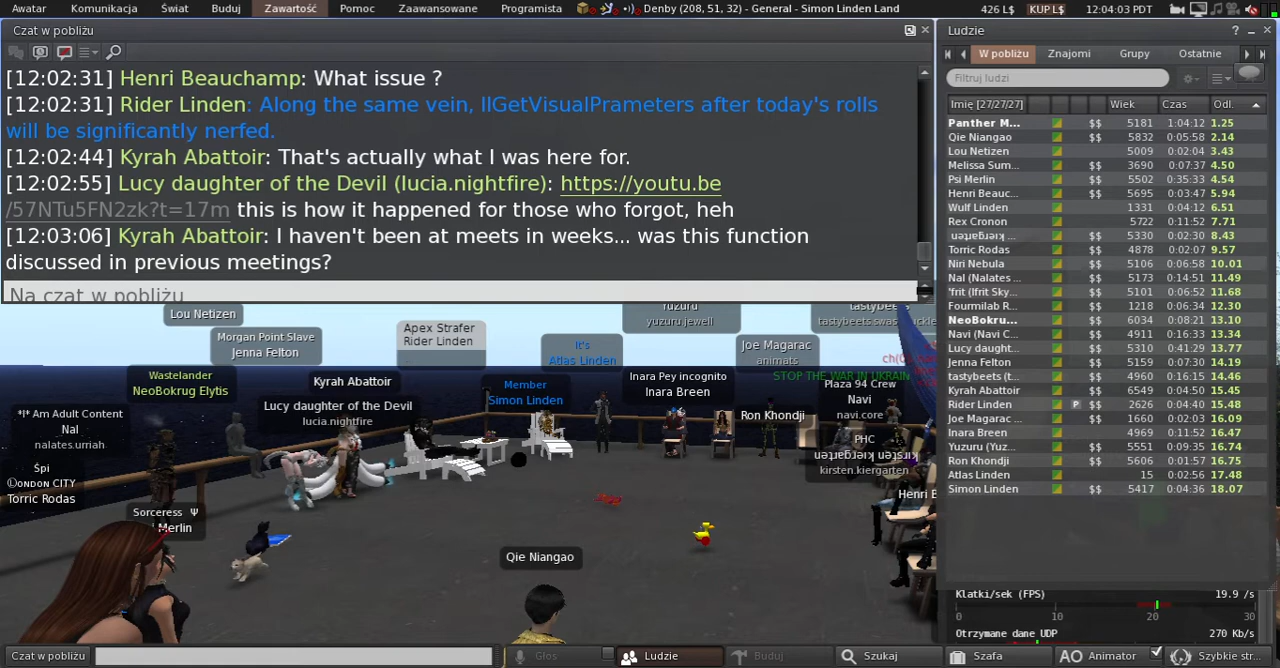 Awatar Komunikacja Świat Buduj Zawartość Pomoc Zaawansowane Programista Denby (208, 51, 32) - General - Simon Linden Land 426 L$ KUP L$ 12:04:03 PDT
Czat w pobliżu
[12:02:31] Henri Beauchamp: What issue ?
[12:02:31] Rider Linden: Along the same vein, llGetVisualPrameters after today's rolls
will be significantly nerfed.
[12:02:44] Kyrah Abattoir: That's actually what I was here for.
[12:02:55] Lucy daughter of the Devil (lucia.nightfire): https://youtu.be
/57NTu5FN2zk?t=17m this is how it happened for those who forgot, heh
[12:03:06] Kyrah Abattoir: I haven't been at meets in weeks... was this function
discussed in previous meetings?
Na czat w pobliżu
Lou Netizen
Morgan Point Slave
Jenna Felton
Apex Strafer
Rider Linden
It's
Atlas Linden
Yuzuru
yuzuru.jewell
tastybeets
Joe Magarac
animats
STOP THE WAR IN UKRAIN
Wastelander
NeoBokrug Elytis
Kyrah Abattoir
Member
Simon Linden
Inara Pey incognito
Inara Breen
Plaza 94 Crew
Navi
navi.core
*I* Am Adult Content
Nal
nalates.urriah
Lucy daughter of the Devil
lucia.nightfire
Ron Khondji
PHC
kirsten.kiergarten
Śpi
©ONDON CITY
Torric Rodas
Sorceress Ψ
Merlin
Henri B
Qie Niangao
Ludzie
W pobliżu Znajomi Grupy Ostatnie
Filtruj ludzi
Imię [27/27/27] Wiek Czas Odl.
Panther M... $$ 5181 1:04:12 1.25
Qie Niangao $$ 5832 0:05:58 2.14
Lou Netizen 5009 0:02:04 3.43
Melissa Sum... $$ 3690 0:07:37 4.50
Psi Merlin $$ 5502 0:35:33 4.54
Henri Beauc... $$ 5695 0:03:47 5.94
Wulf Linden 1331 0:04:12 6.51
Rex Cronon 5722 0:11:52 7.71
$$ 5330 0:02:30 8.43
Torric Rodas $$ 4878 0:02:07 9.57
Niri Nebula $$ 5106 0:06:58 10.01
Nal (Nalates ... $$ 5173 0:14:51 11.49
'frit (Ifrit Sky... $$ 5101 0:06:52 11.68
Fourmilab R... $$ 1218 0:06:34 12.30
NeoBokru... $$ 6034 0:08:21 13.10
Navi (Navi C... $$ 4911 0:16:33 13.34
Lucy daught... $$ 5310 0:41:29 13.77
Jenna Felton $$ 5159 0:07:30 14.19
tastybeets (t... $$ 4960 0:16:15 14.46
Kyrah Abattoir $$ 6549 0:04:50 15.45
Rider Linden P $$ 2626 0:04:40 15.48
Joe Magarac ... $$ 1660 0:02:03 16.09
Inara Breen 4969 0:11:52 16.47
Yuzuru (Yuz... $$ 5551 0:09:35 16.74
Ron Khondji $$ 5606 0:01:57 16.75
Atlas Linden 15 0:02:56 17.48
Simon Linden $$ 5417 0:04:36 18.07
Klatki/sek (FPS) 19.9 /s
0 10 20 30
Otrzymane dane UDP 270 Kb/s
Czat w pobliżu Głos Ludzie Buduj Szukaj Szafa AO Animator Szybkie str...